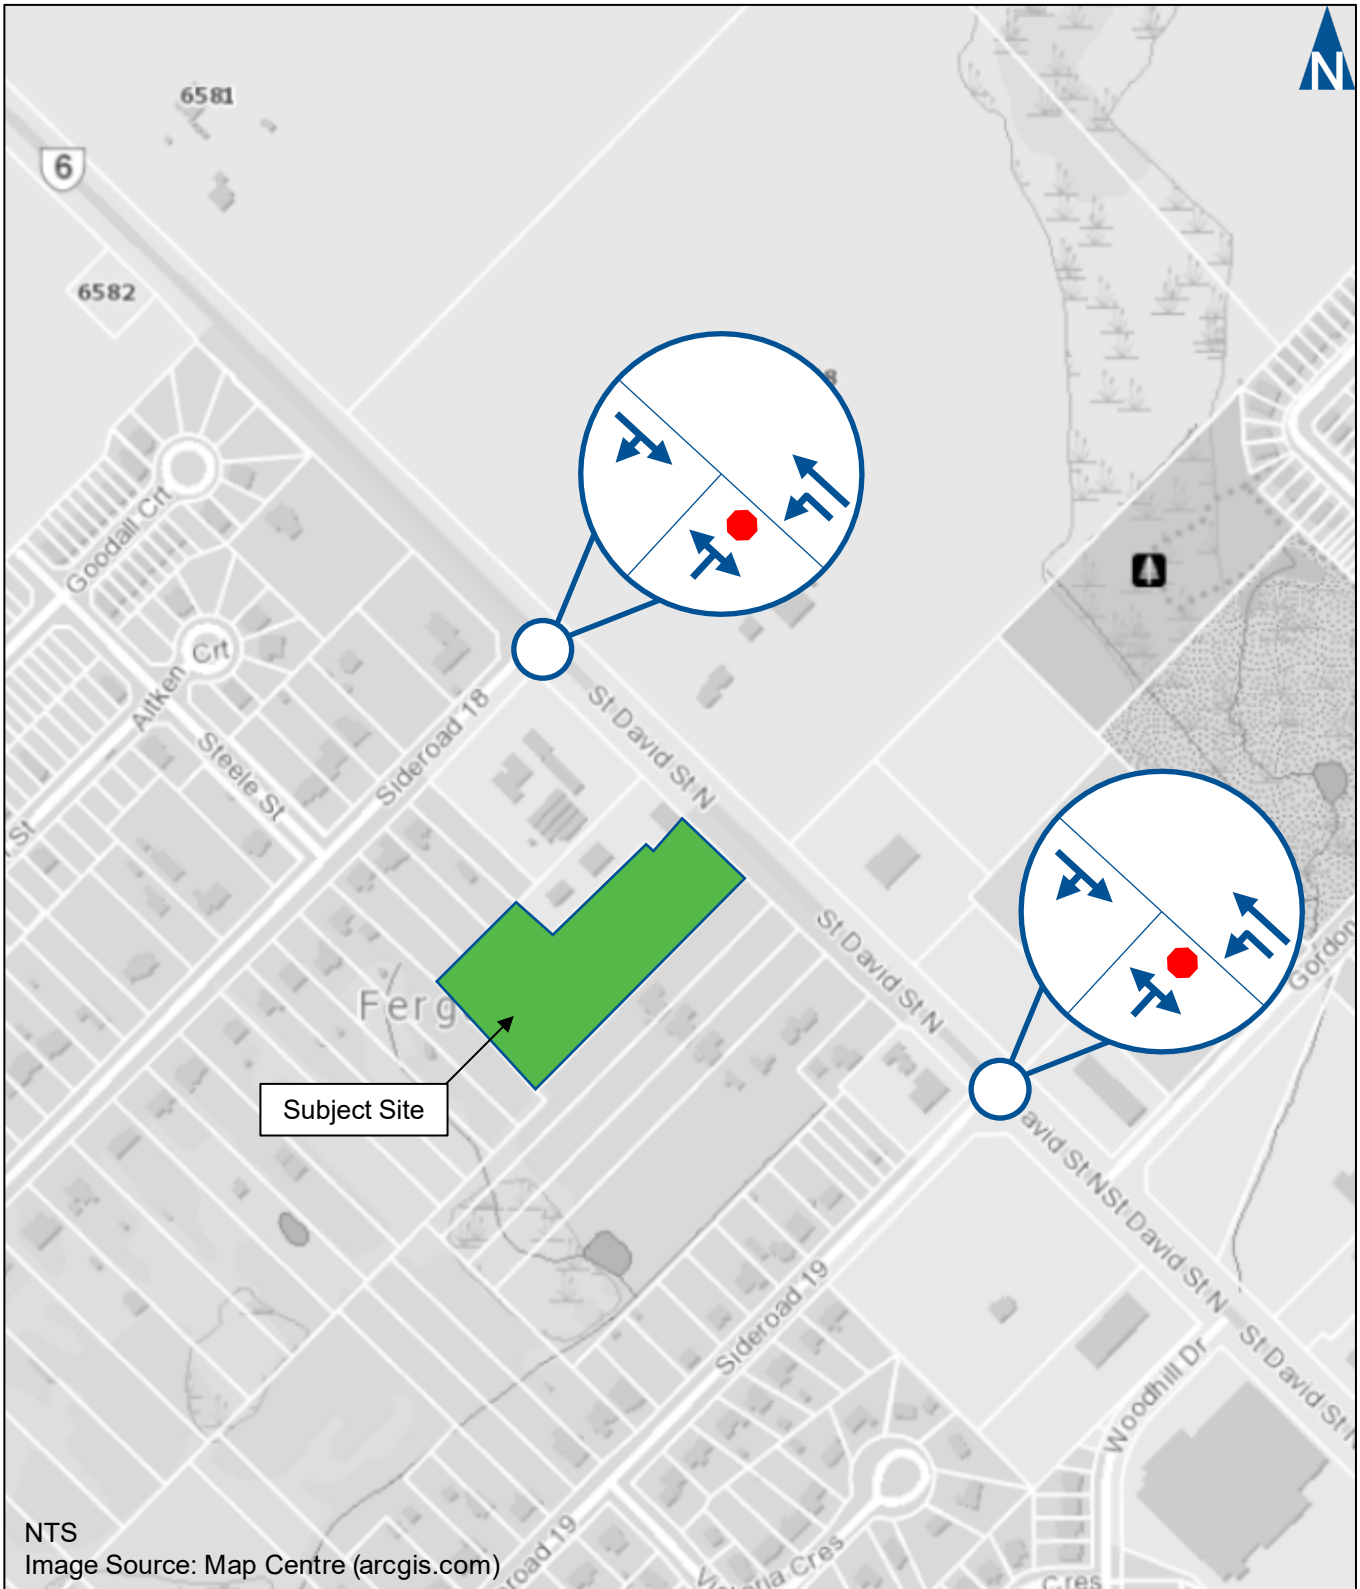 N
6581
6
6582
8
Goodall Crt
Aitken Crt
Steele St
St
Sideroad 18
St David St N
St David St N
Gordon
Ferg
Subject Site
avid St N
St David St N
St David St N
Sideroad 19
Woodhill Dr
road 19
Victoria Cres
Cres
NTS
Image Source: Map Centre (arcgis.com)